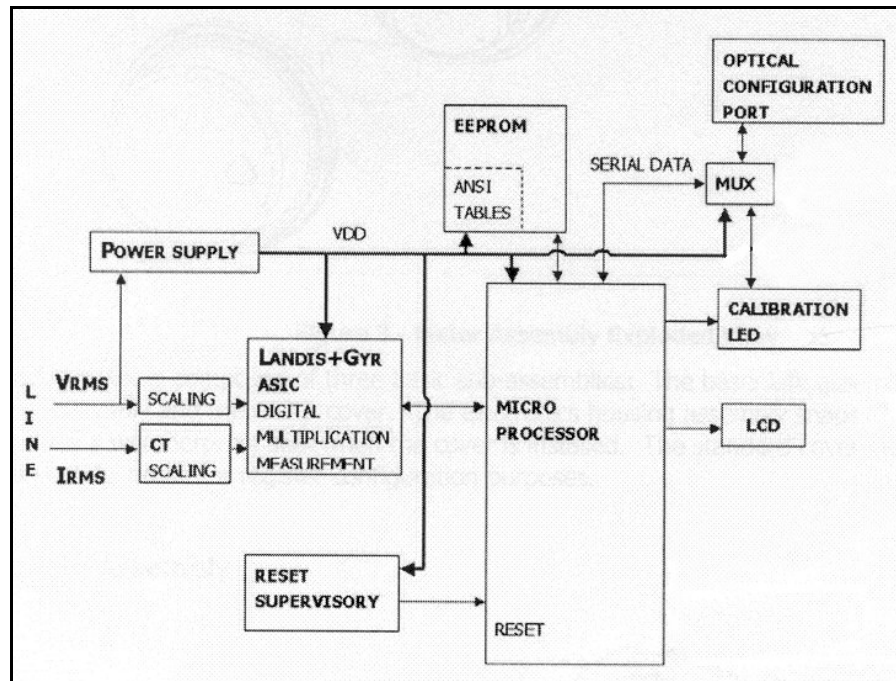 OPTICAL
CONFIGURATION
PORT
EEPROM
ANSI
TABLES
SERIAL DATA
MUX
VDD
POWER SUPPLY
CALIBRATION
LED
LANDIS+GYR
ASIC
DIGITAL
MULTIPLICATION
MEASUREMENT
LINE
VRMS
SCALING
CT
SCALING
IRMS
MICRO
PROCESSOR
LCD
RESET
SUPERVISORY
RESET